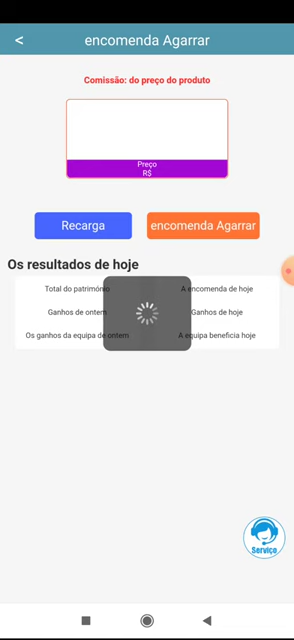 <
encomenda Agarrar
Comissão: do preço do produto
Preço
R$
Recarga
encomenda Agarrar
Os resultados de hoje
Total do patrimônio
A encomenda de hoje
Ganhos de ontem
Ganhos de hoje
Os ganhos da equipa de ontem
A equipa beneficia hoje
Serviço